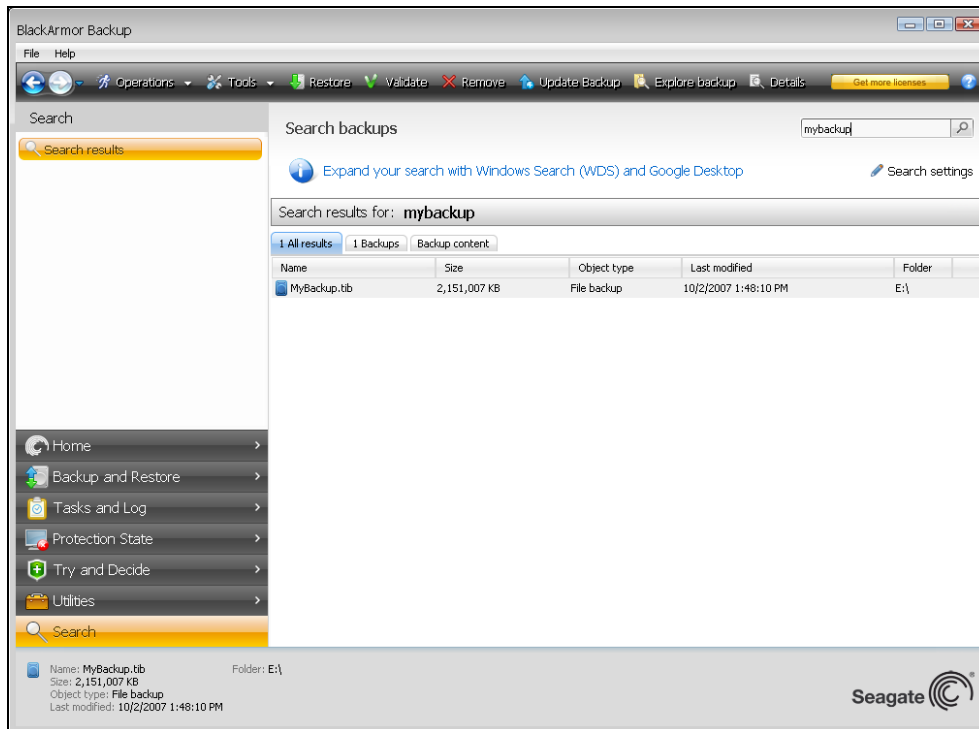 BlackArmor Backup
File Help
Operations Tools Restore Validate Remove Update Backup Explore backup Details Get more licenses ?
Search
Search results
Search backups
mybackup
Expand your search with Windows Search (WDS) and Google Desktop
Search settings
Search results for: mybackup
1 All results 1 Backups Backup content
Name Size Object type Last modified Folder
MyBackup.tib 2,151,007 KB File backup 10/2/2007 1:48:10 PM E:\
Home
Backup and Restore
Tasks and Log
Protection State
Try and Decide
Utilities
Search
Name: MyBackup.tib Folder: E:\
Size: 2,151,007 KB
Object type: File backup
Last modified: 10/2/2007 1:48:10 PM
Seagate